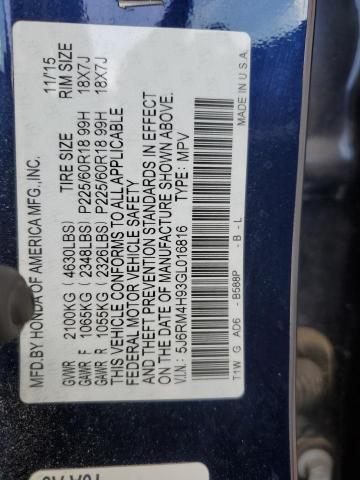 MFD.BY HONDA OF AMERICA MFG.,INC. 11/15
TIRE SIZE RIM SIZE
GVWR 2100KG (4630LBS)
GAWR F 1065KG (2348LBS) P225/60R18 99H 18X7J
GAWR R 1055KG (2326LBS) P225/60R18 99H 18X7J
THIS VEHICLE CONFORMS TO ALL APPLICABLE
FEDERAL MOTOR VEHICLE SAFETY
AND THEFT PREVENTION STANDARDS IN EFFECT
ON THE DATE OF MANUFACTURE SHOWN ABOVE.
V.I.N.: 5J6RM4H93GL016816 TYPE: MPV
T1W G A06 -B588P -B -L MADE IN U.S.A.